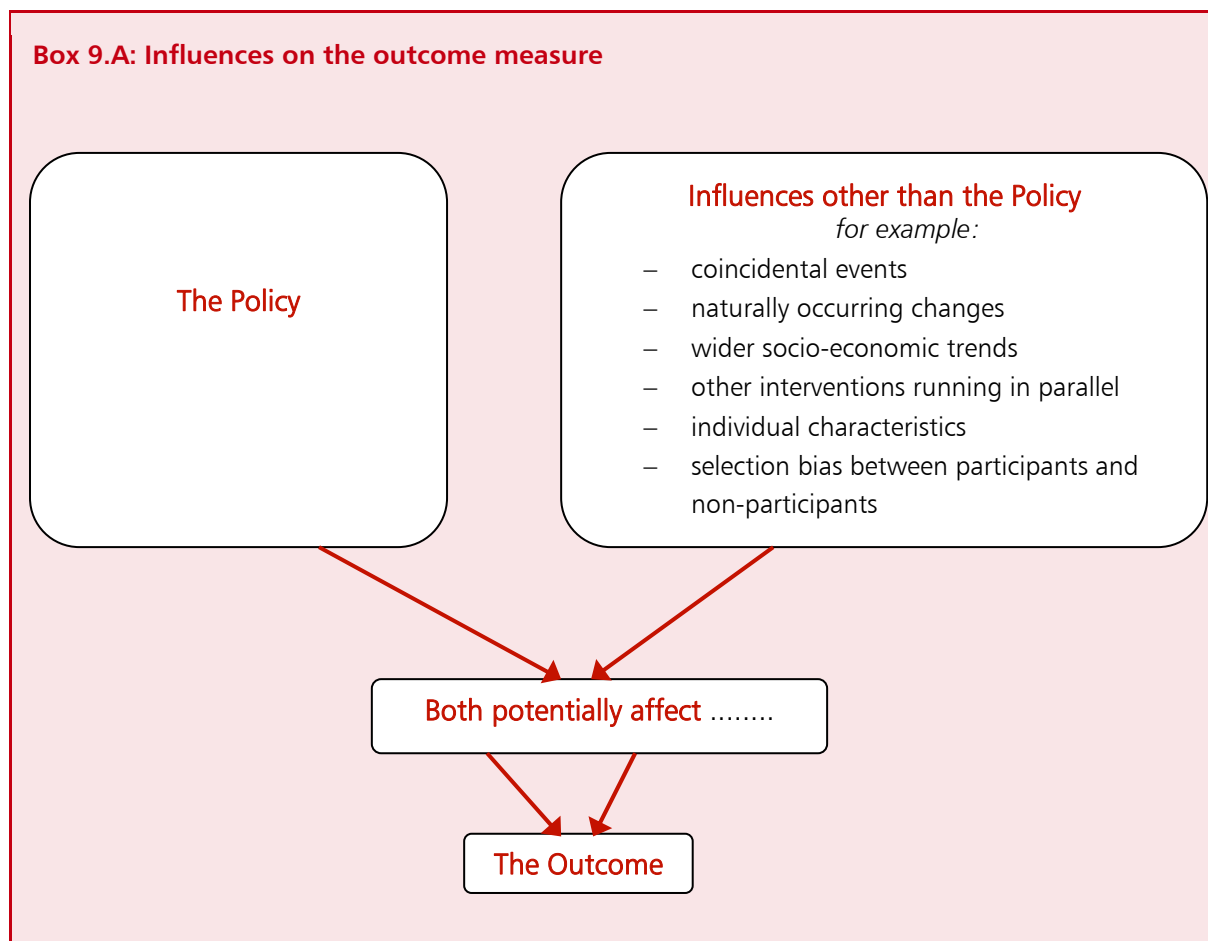 Box 9.A: Influences on the outcome measure
The Policy
Influences other than the Policy
for example:
– coincidental events
– naturally occurring changes
– wider socio-economic trends
– other interventions running in parallel
– individual characteristics
– selection bias between participants and
non-participants
Both potentially affect ........
The Outcome